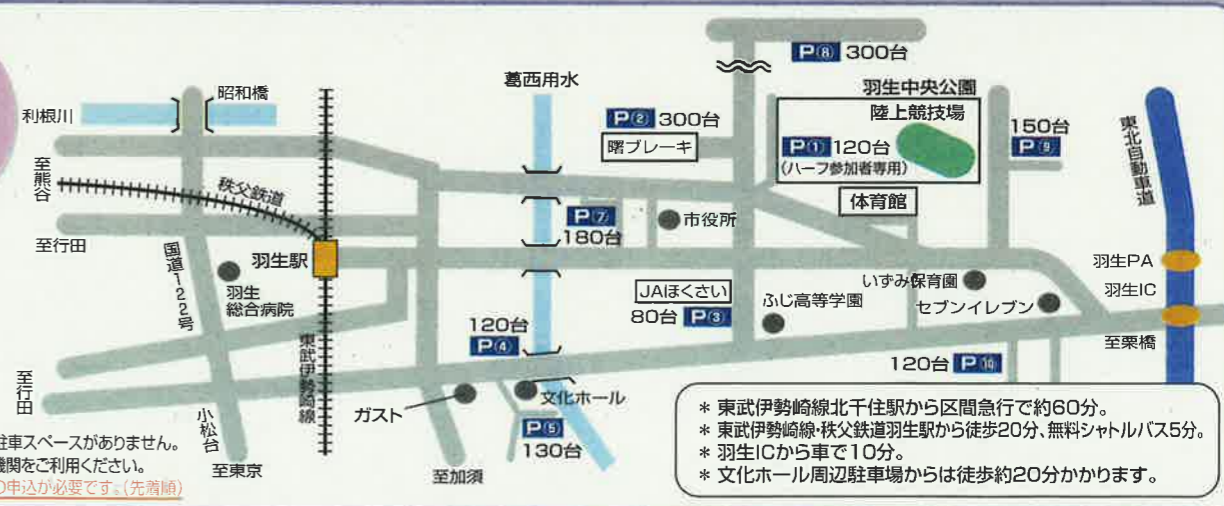 P⑧ 300台
葛西用水
羽生中央公園
昭和橋
利根川
陸上競技場
P② 300台
曙ブレーキ
P① 120台
(ハーフ参加者専用)
150台
P⑨
東北自動車道
至熊谷
秩父鉄道
体育館
P⑦
180台
市役所
至行田
国道122号
羽生駅
羽生
総合病院
羽生PA
羽生IC
いずみ保育園
セブンイレブン
JAほくさい
80台 P③
ふじ高等学園
120台
P④
東武伊勢崎線
至栗橋
120台 P⑩
至行田
小松台
ガスト
文化ホール
P⑤
130台
至東京
至加須
駐車スペースがありません。
機関をご利用ください。
の申込が必要です。(先着順)
* 東武伊勢崎線北千住駅から区間急行で約60分。
* 東武伊勢崎線・秩父鉄道羽生駅から徒歩20分、無料シャトルバス5分。
* 羽生ICから車で10分。
* 文化ホール周辺駐車場からは徒歩約20分かかります。